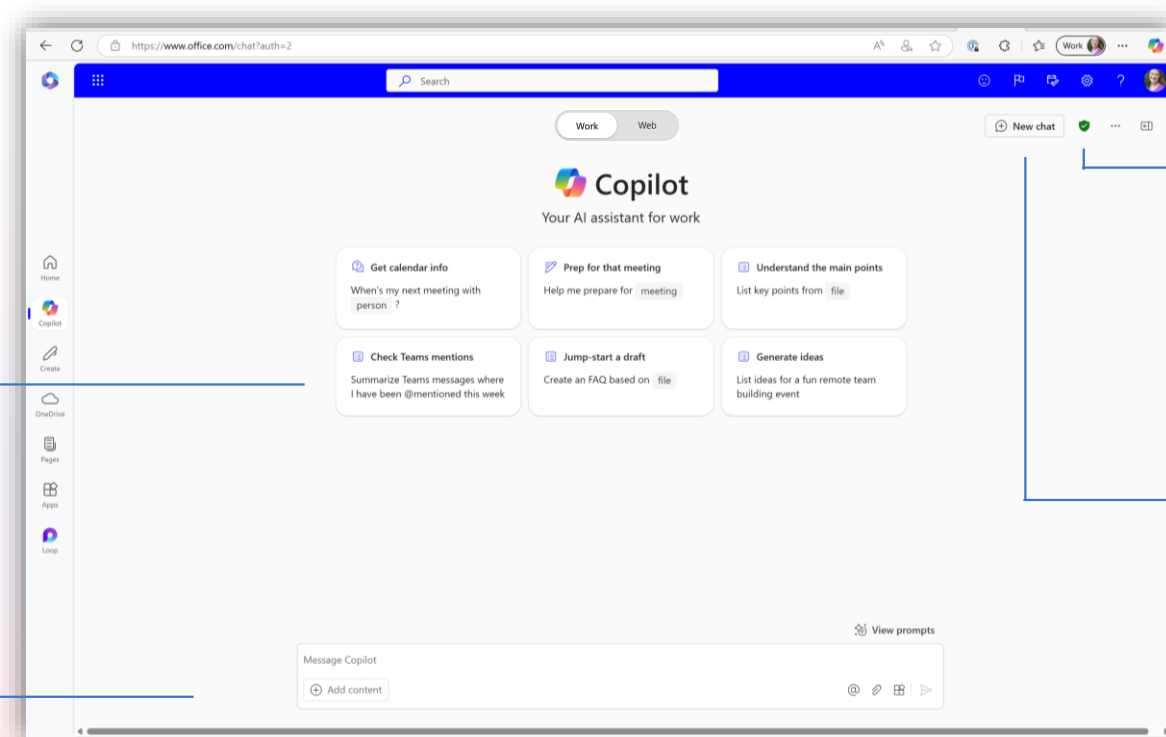 https://www.office.com/chat?auth=2
Work
Search
Work
Web
New chat
Copilot
Your AI assistant for work
Get calendar info
When's my next meeting with
person ?
Prep for that meeting
Help me prepare for meeting
Understand the main points
List key points from file
Check Teams mentions
Summarize Teams messages where
I have been @mentioned this week
Jump-start a draft
Create an FAQ based on file
Generate ideas
List ideas for a fun remote team
building event
Home
Copilot
Create
OneDrive
Pages
Apps
Loop
View prompts
Message Copilot
Add content